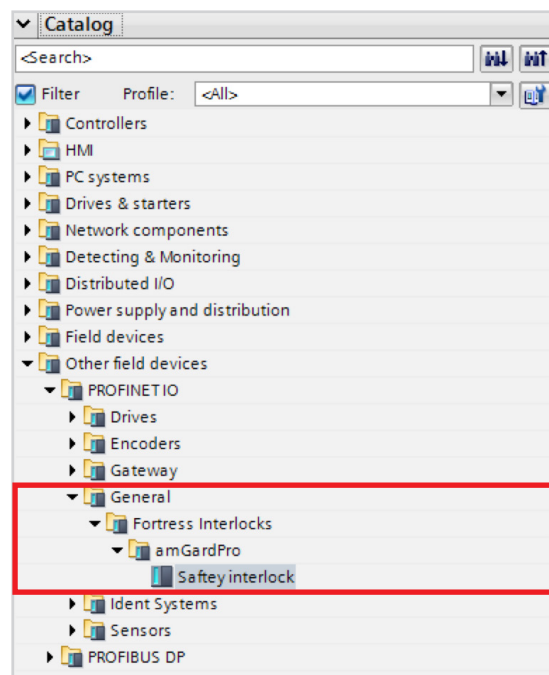 Catalog
<Search>
Filter Profile: <All>
Controllers
HMI
PC systems
Drives & starters
Network components
Detecting & Monitoring
Distributed I/O
Power supply and distribution
Field devices
Other field devices
PROFINET IO
Drives
Encoders
Gateway
General
Fortress Interlocks
amGardPro
Saftey interlock
Ident Systems
Sensors
PROFIBUS DP